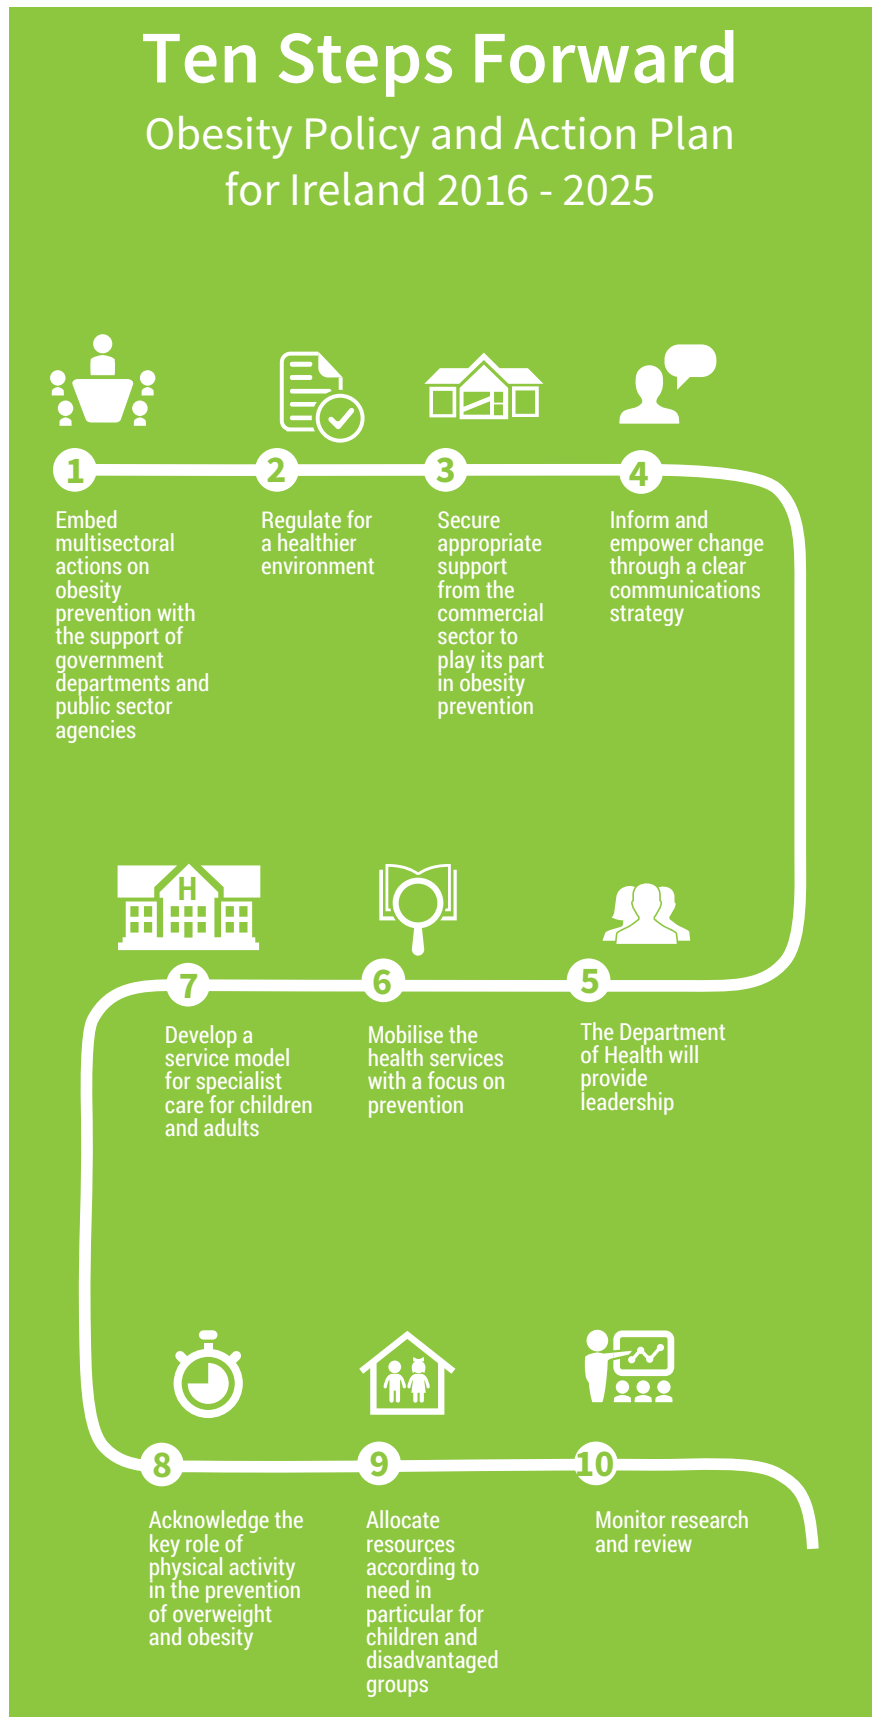 Ten Steps Forward
Obesity Policy and Action Plan
for Ireland 2016 - 2025
1
Embed
multisectoral
actions on
obesity
prevention with
the support of
government
departments and
public sector
agencies
2
Regulate for
a healthier
environment
3
Secure
appropriate
support
from the
commercial
sector to
play its part
in obesity
prevention
4
Inform and
empower change
through a clear
communications
strategy
5
The Department
of Health will
provide
leadership
6
Mobilise the
health services
with a focus on
prevention
H
7
Develop a
service model
for specialist
care for children
and adults
8
Acknowledge the
key role of
physical activity
in the prevention
of overweight
and obesity
9
Allocate
resources
according to
need in
particular for
children and
disadvantaged
groups
10
Monitor research
and review